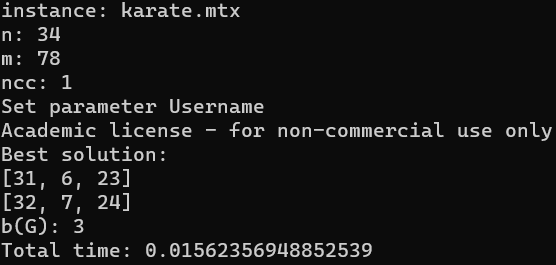 instance: karate.mtx
n: 34
m: 78
ncc: 1
Set parameter Username
Academic license - for non-commercial use only
Best solution:
[31, 6, 23]
[32, 7, 24]
b(G): 3
Total time: 0.01562356948852539